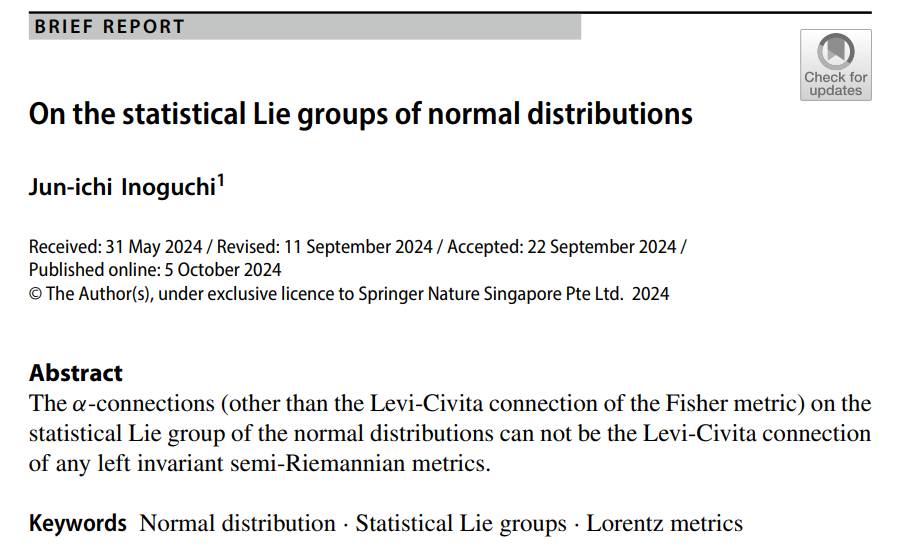 BRIEF REPORT
Check for
updates
On the statistical Lie groups of normal distributions
Jun-ichi Inoguchi1
Received: 31 May 2024 / Revised: 11 September 2024 / Accepted: 22 September 2024 /
Published online: 5 October 2024
© The Author(s), under exclusive licence to Springer Nature Singapore Pte Ltd. 2024
Abstract
The α-connections (other than the Levi-Civita connection of the Fisher metric) on the
statistical Lie group of the normal distributions can not be the Levi-Civita connection
of any left invariant semi-Riemannian metrics.
Keywords Normal distribution · Statistical Lie groups · Lorentz metrics